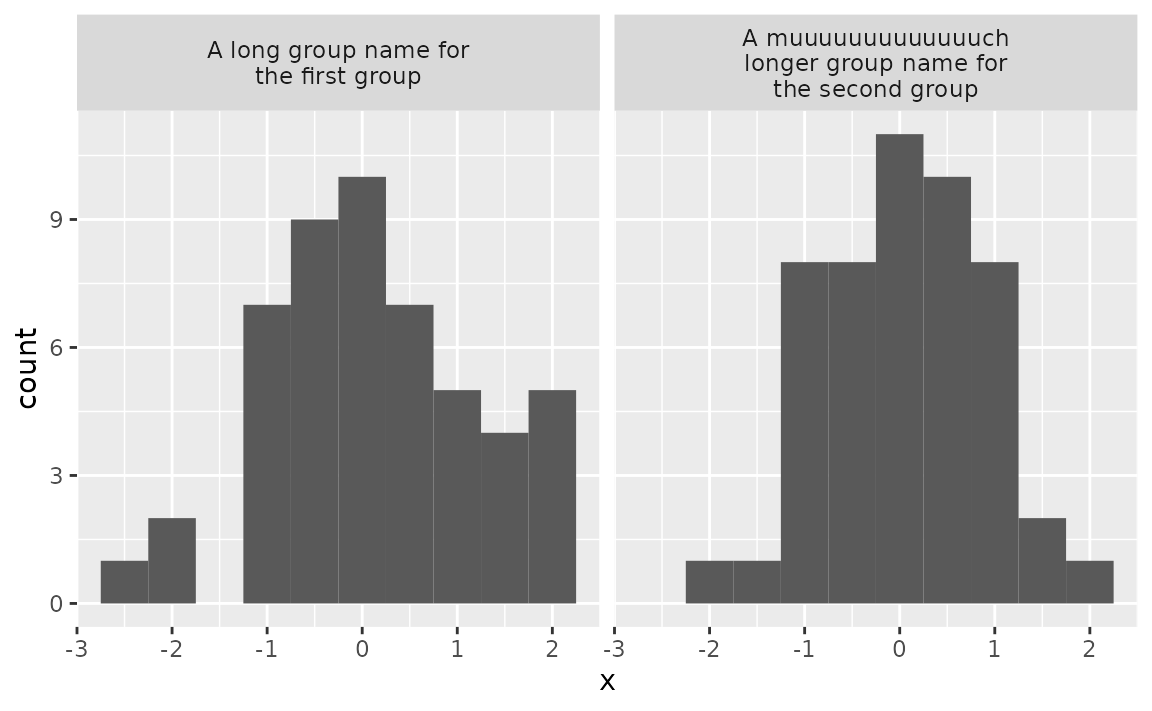 A long group name for
the first group
A muuuuuuuuuuuuuch
longer group name for
the second group
9
6
3
0
count
-3 -2 -1 0 1 2
-3 -2 -1 0 1 2
x